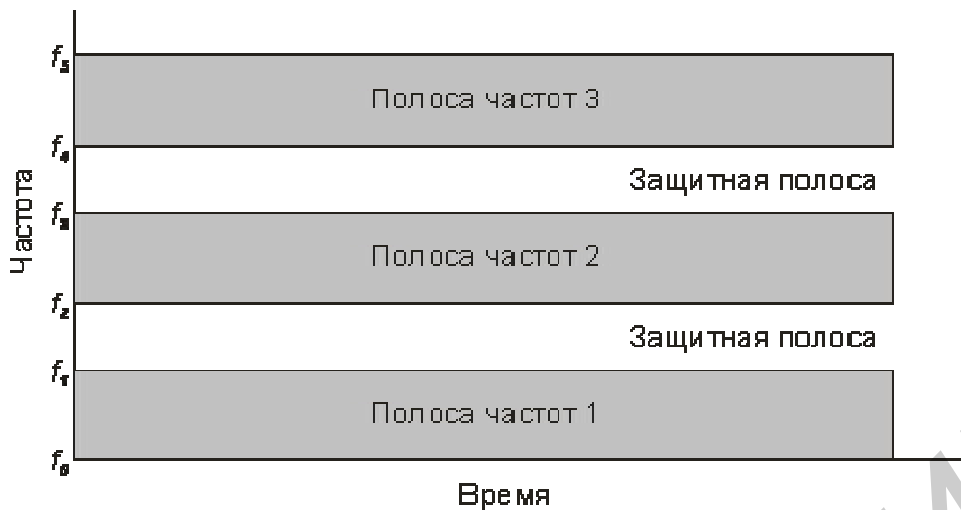 f₅
Полоса частот 3
f₄
Защитная полоса
f₃
Частота
Полоса частот 2
f₂
Защитная полоса
f₁
Полоса частот 1
f₀
Время